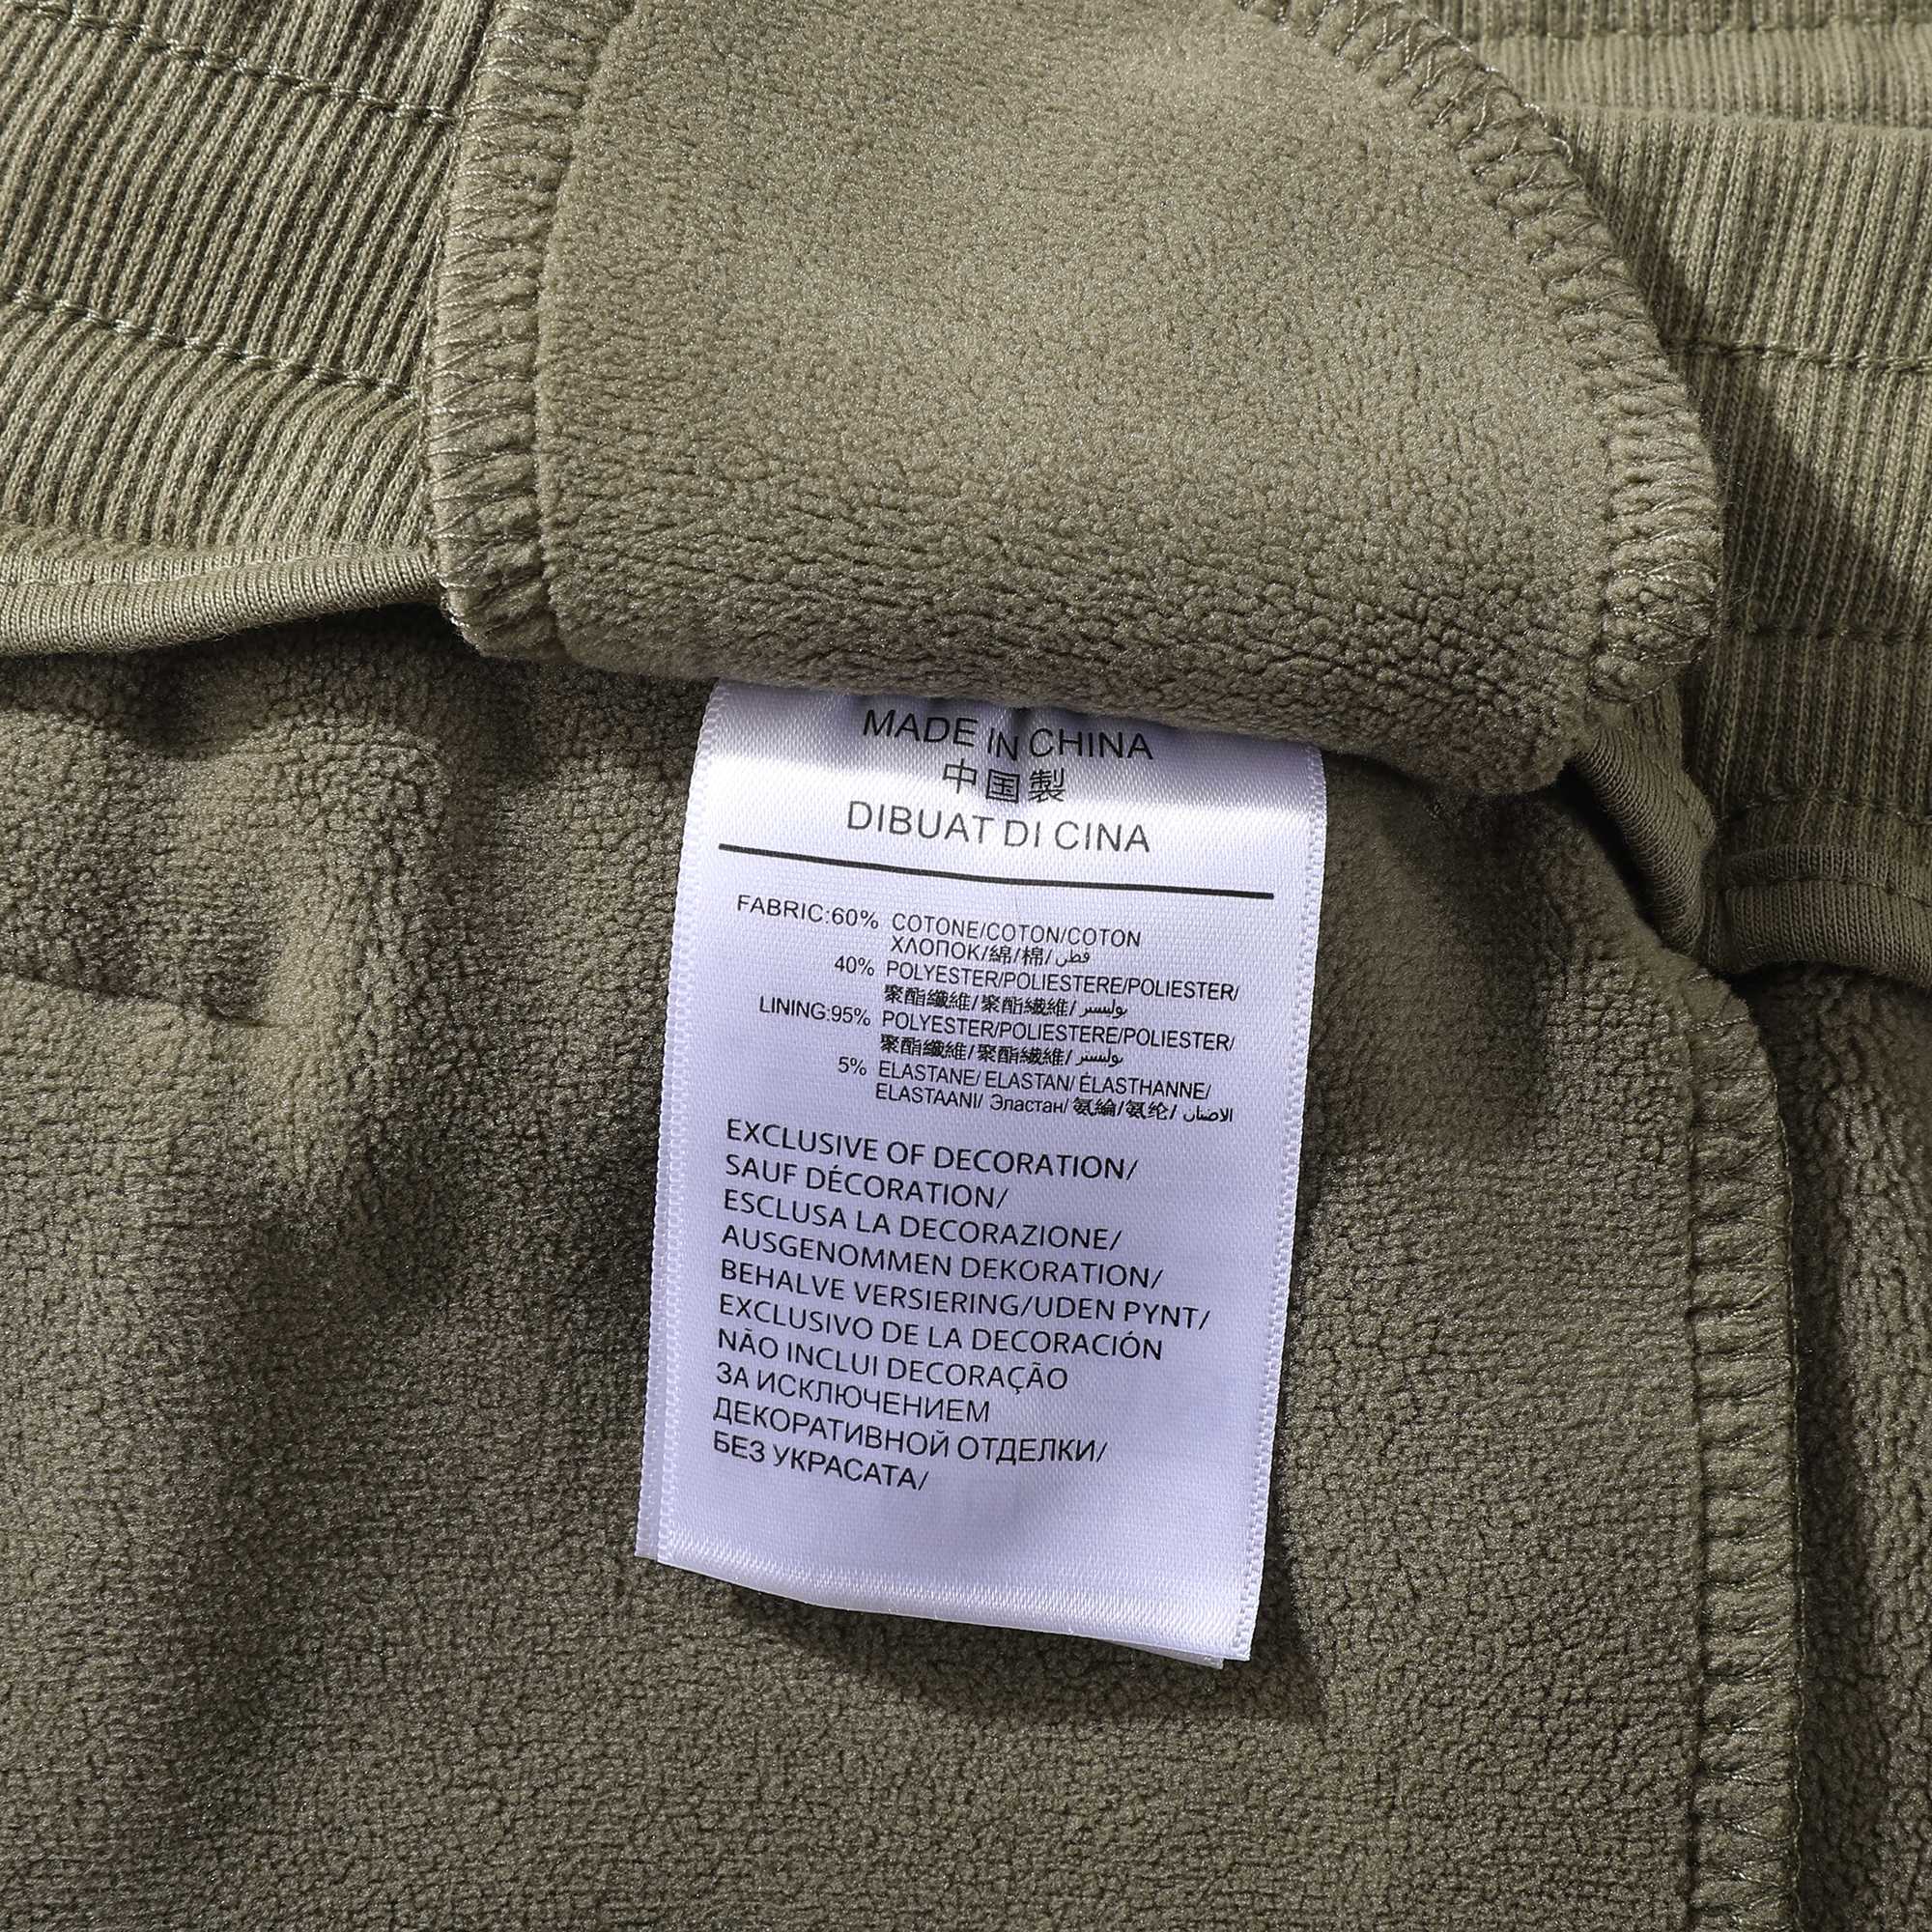 MADE IN CHINA
中国製
DIBUAT DI CINA
FABRIC:60% COTONE/COTON/COTON
ХЛОПОК/綿/棉/قطن
40% POLYESTER/POLIESTERE/POLIESTER/
聚酯纖維/聚酯繊維/بوليستر
LINING:95% POLYESTER/POLIESTERE/POLIESTER/
聚酯纖維/聚酯繊維/بوليستر
5% ELASTANE/ ELASTAN/ ÉLASTHANNE/
ELASTAANI/ Эластан/ 氨綸/氨纶/
EXCLUSIVE OF DECORATION/
SAUF DÉCORATION/
ESCLUSA LA DECORAZIONE/
AUSGENOMMEN DEKORATION/
BEHALVE VERSIERING/UDEN PYNT/
EXCLUSIVO DE LA DECORACIÓN
NÃO INCLUI DECORAÇÃO
ЗА ИСКЛЮЧЕНИЕМ
ДЕКОРАТИВНОЙ ОТДЕЛКИ/
БЕЗ УКРАСАТА/